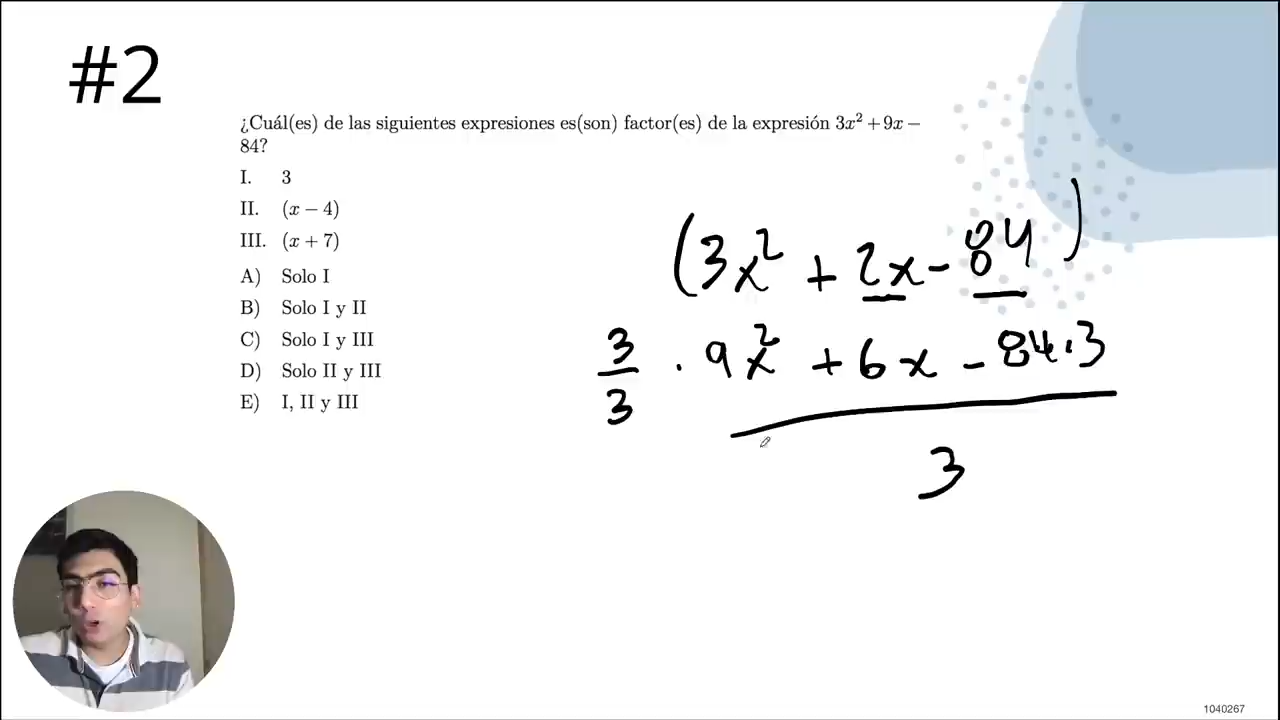 #2
¿Cuál(es) de las siguientes expresiones es(son) factor(es) de la expresión 3x² + 9x −
84?
I. 3
II. (x − 4)
III. (x + 7)
A) Solo I
B) Solo I y II
C) Solo I y III
D) Solo II y III
E) I, II y III
(3x² + 2x - 84)
3/3 · 9x² + 6x - 84.3
3
1040267